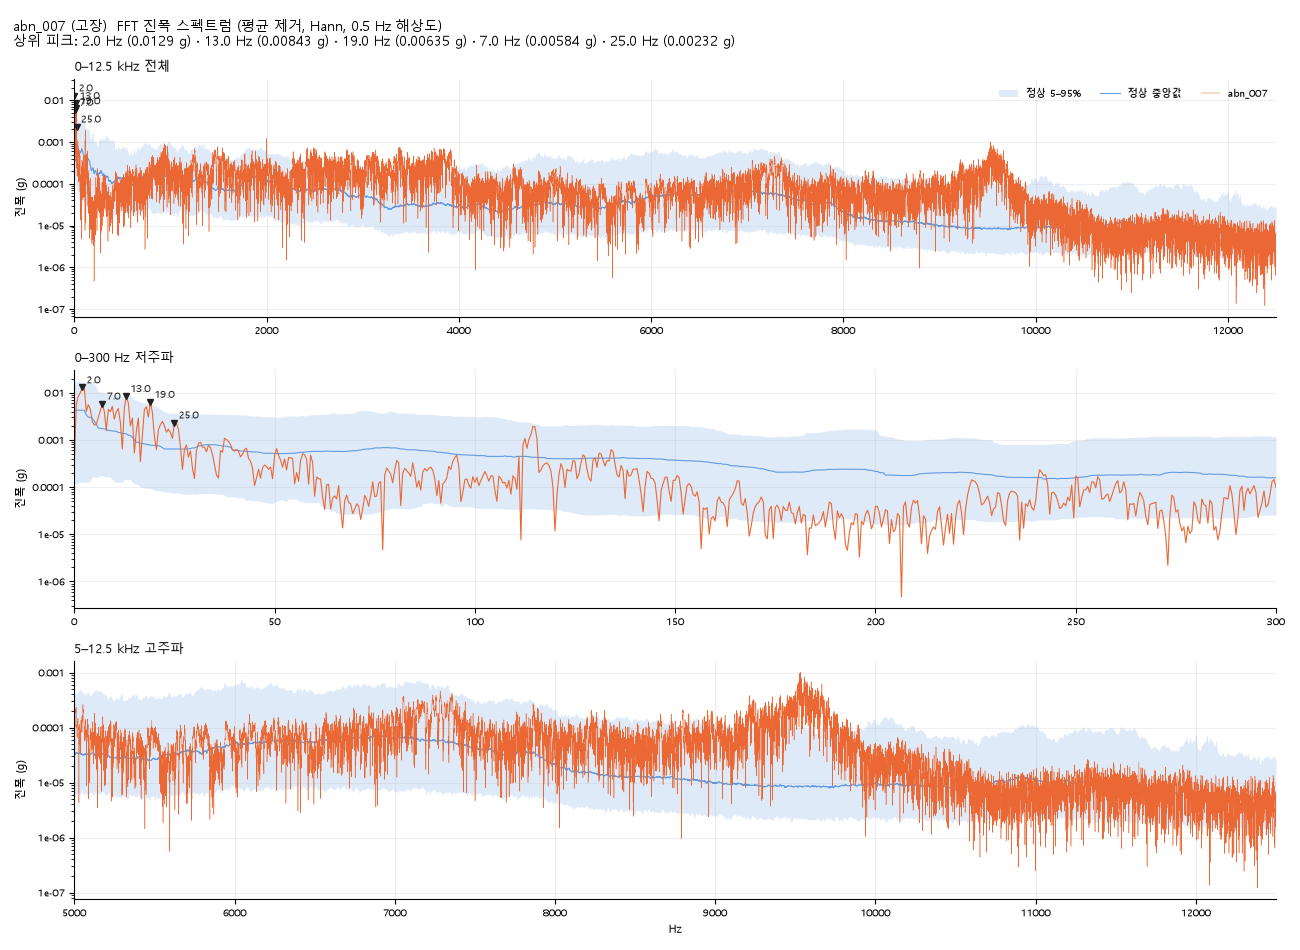 abn_007 (고장)  FFT 진폭 스펙트럼 (평균 제거, Hann, 0.5 Hz 해상도)
상위 피크: 2.0 Hz (0.0129 g) · 13.0 Hz (0.00843 g) · 19.0 Hz (0.00635 g) · 7.0 Hz (0.00584 g) · 25.0 Hz (0.00232 g)
0–12.5 kHz 전체
2.0
13.0
25.0
정상 5–95%  정상 중앙값  abn_007
0.01
0.001
0.0001
1e-05
1e-06
1e-07
진폭 (g)
0 2000 4000 6000 8000 10000 12000
0–300 Hz 저주파
2.0 7.0 13.0 19.0 25.0
0.01
0.001
0.0001
1e-05
1e-06
진폭 (g)
0 50 100 150 200 250 300
5–12.5 kHz 고주파
0.001
0.0001
1e-05
1e-06
1e-07
진폭 (g)
5000 6000 7000 8000 9000 10000 11000 12000
Hz